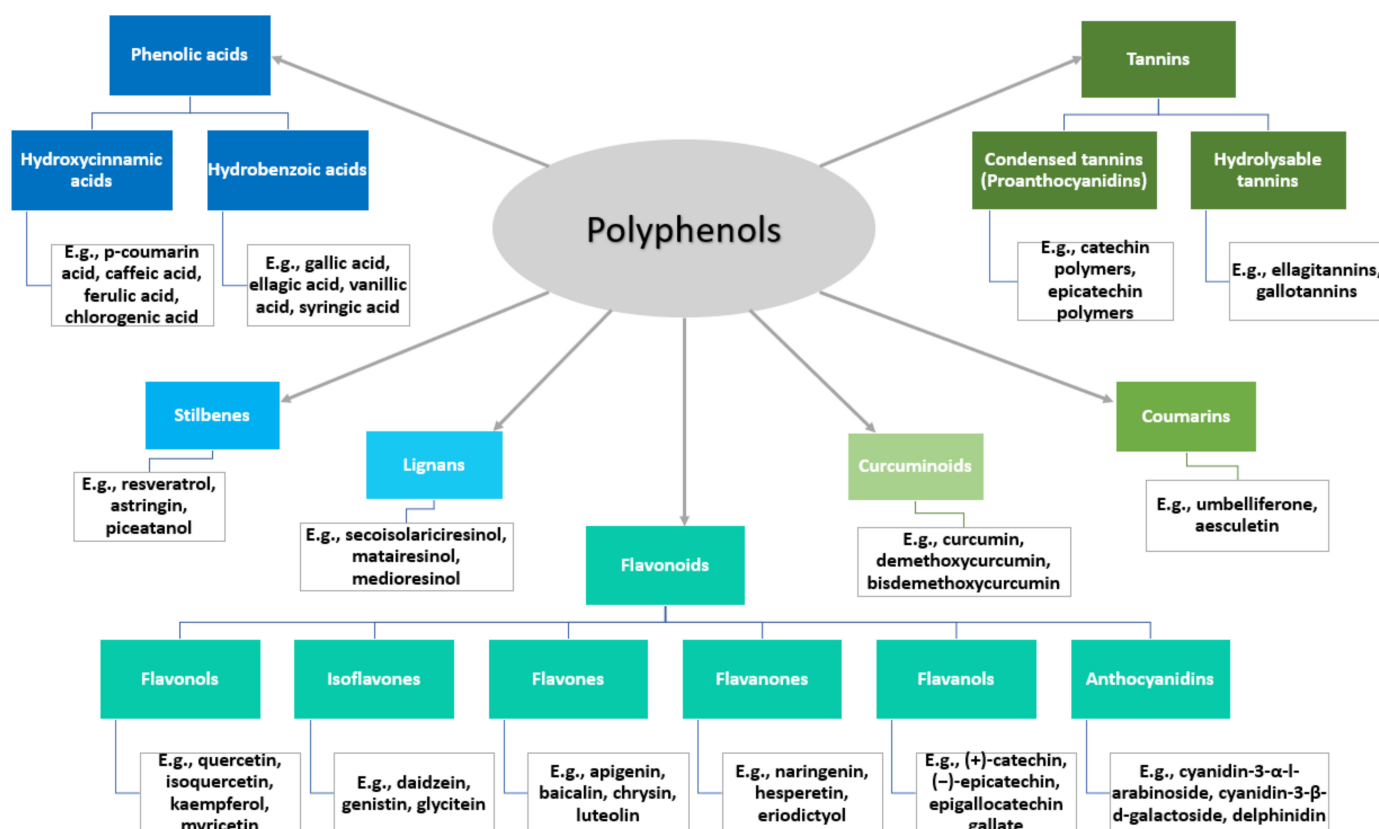 Phenolic acids
Tannins
Hydroxycinnamic
acids
Hydrobenzoic acids
Condensed tannins
(Proanthocyanidins)
Hydrolysable
tannins
Polyphenols
E.g., p-coumarin
acid, caffeic acid,
ferulic acid,
chlorogenic acid
E.g., gallic acid,
ellagic acid, vanillic
acid, syringic acid
E.g., catechin
polymers,
epicatechin
polymers
E.g., ellagitannins,
gallotannins
Stilbenes
Lignans
Curcuminoids
Coumarins
E.g., resveratrol,
astringin,
piceatanol
E.g., secoisolariciresinol,
matairesinol,
medioresinol
Flavonoids
E.g., curcumin,
demethoxycurcumin,
bisdemethoxycurcumin
E.g., umbelliferone,
aesculetin
Flavonols
Isoflavones
Flavones
Flavanones
Flavanols
Anthocyanidins
E.g., quercetin,
isoquercetin,
kaempferol,
myricetin
E.g., daidzein,
genistin, glycitein
E.g., apigenin,
baicalin, chrysin,
luteolin
E.g., naringenin,
hesperetin,
eriodictyol
E.g., (+)-catechin,
(−)-epicatechin,
epigallocatechin
gallate
E.g., cyanidin-3-α-l-
arabinoside, cyanidin-3-β-
d-galactoside, delphinidin